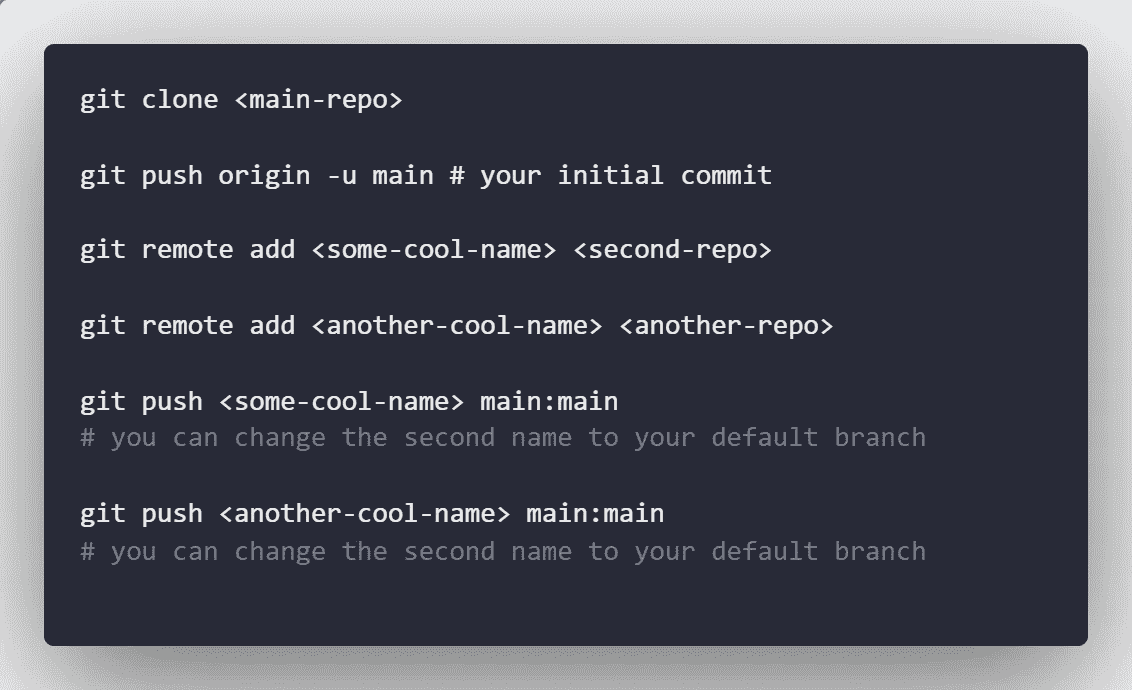 git clone <main-repo>
git push origin -u main # your initial commit
git remote add <some-cool-name> <second-repo>
git remote add <another-cool-name> <another-repo>
git push <some-cool-name> main:main
# you can change the second name to your default branch
git push <another-cool-name> main:main
# you can change the second name to your default branch